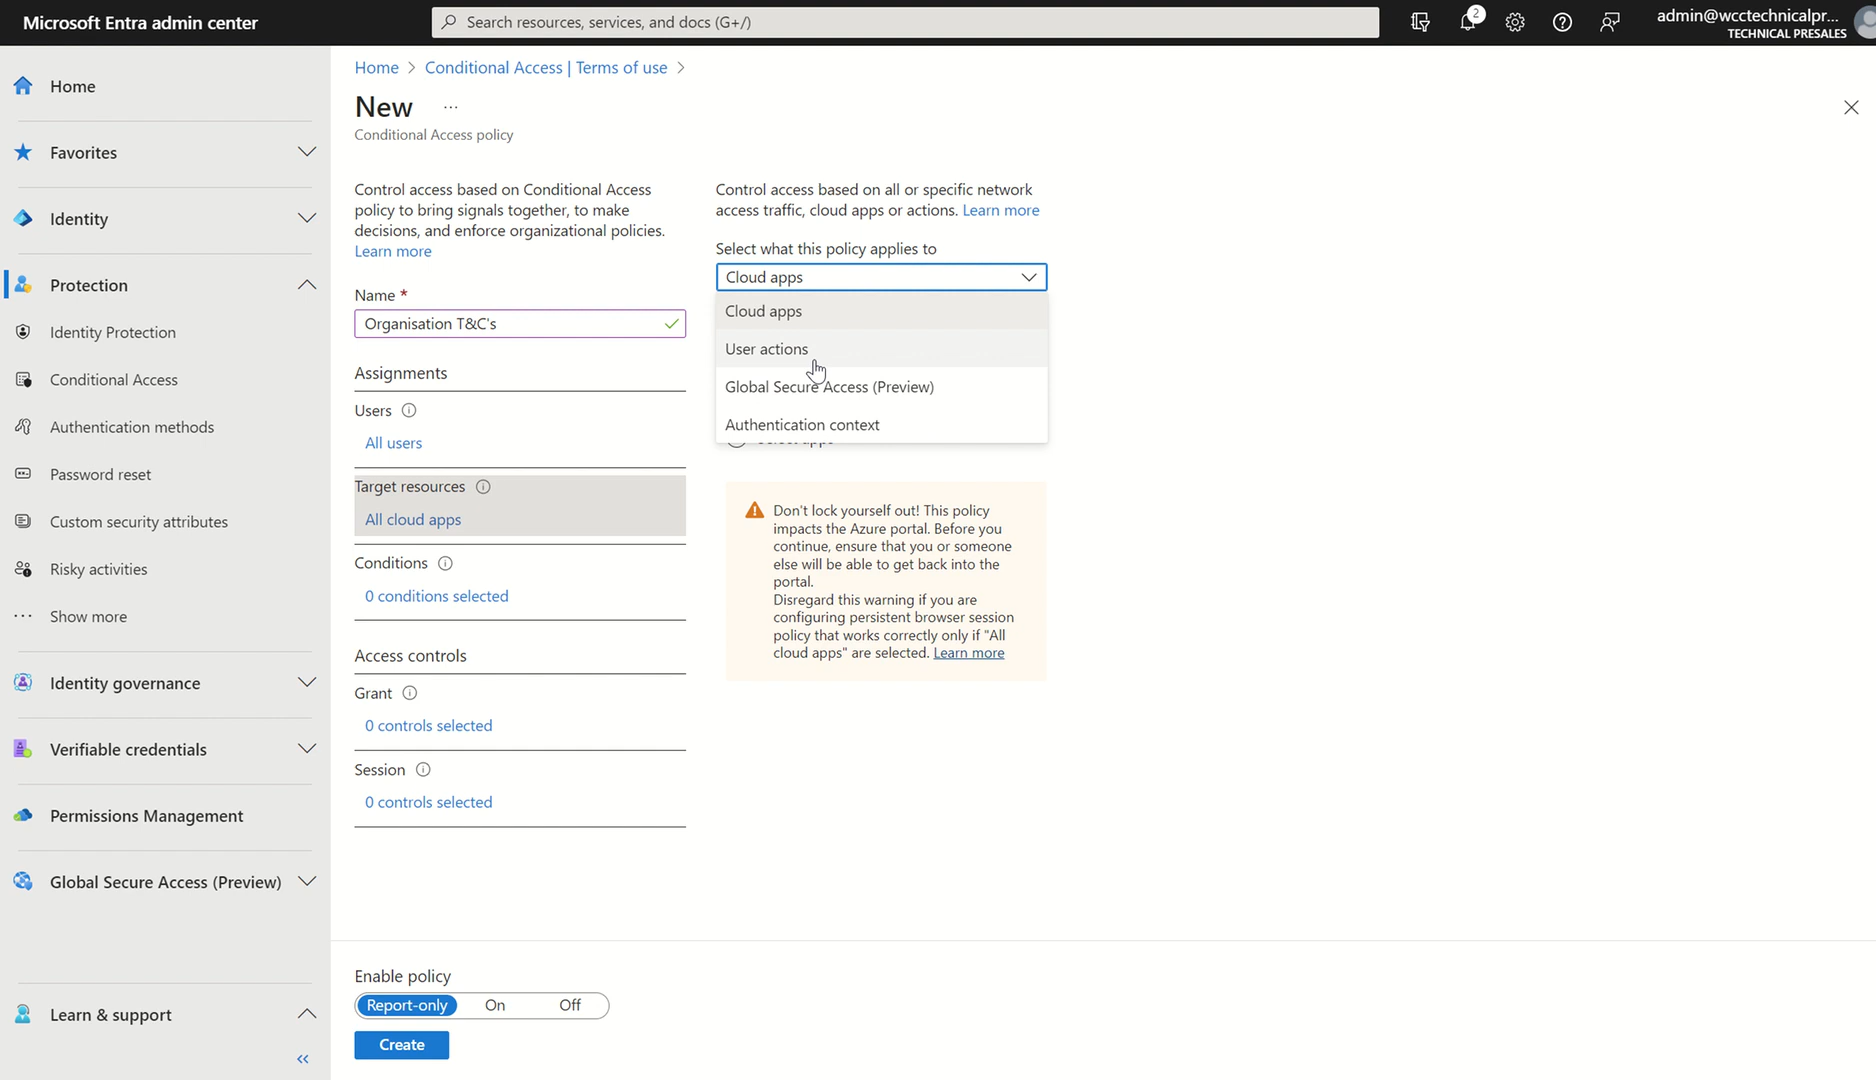 Microsoft Entra admin center
Search resources, services, and docs (G+/)
2
admin@wcctechnicalpr...
TECHNICAL PRESALES
Home
Favorites
Identity
Protection
Identity Protection
Conditional Access
Authentication methods
Password reset
Custom security attributes
Risky activities
Show more
Identity governance
Verifiable credentials
Permissions Management
Global Secure Access (Preview)
Learn & support
Home > Conditional Access | Terms of use >
New ...
Conditional Access policy
Control access based on Conditional Access
policy to bring signals together, to make
decisions, and enforce organizational policies.
Learn more
Name *
Organisation T&C's
Assignments
Users
All users
Target resources
All cloud apps
Conditions
0 conditions selected
Access controls
Grant
0 controls selected
Session
0 controls selected
Control access based on all or specific network
access traffic, cloud apps or actions. Learn more
Select what this policy applies to
Cloud apps
Cloud apps
User actions
Global Secure Access (Preview)
Authentication context
Select apps
Don't lock yourself out! This policy
impacts the Azure portal. Before you
continue, ensure that you or someone
else will be able to get back into the
portal.
Disregard this warning if you are
configuring persistent browser session
policy that works correctly only if "All
cloud apps" are selected. Learn more
Enable policy
Report-only On Off
Create